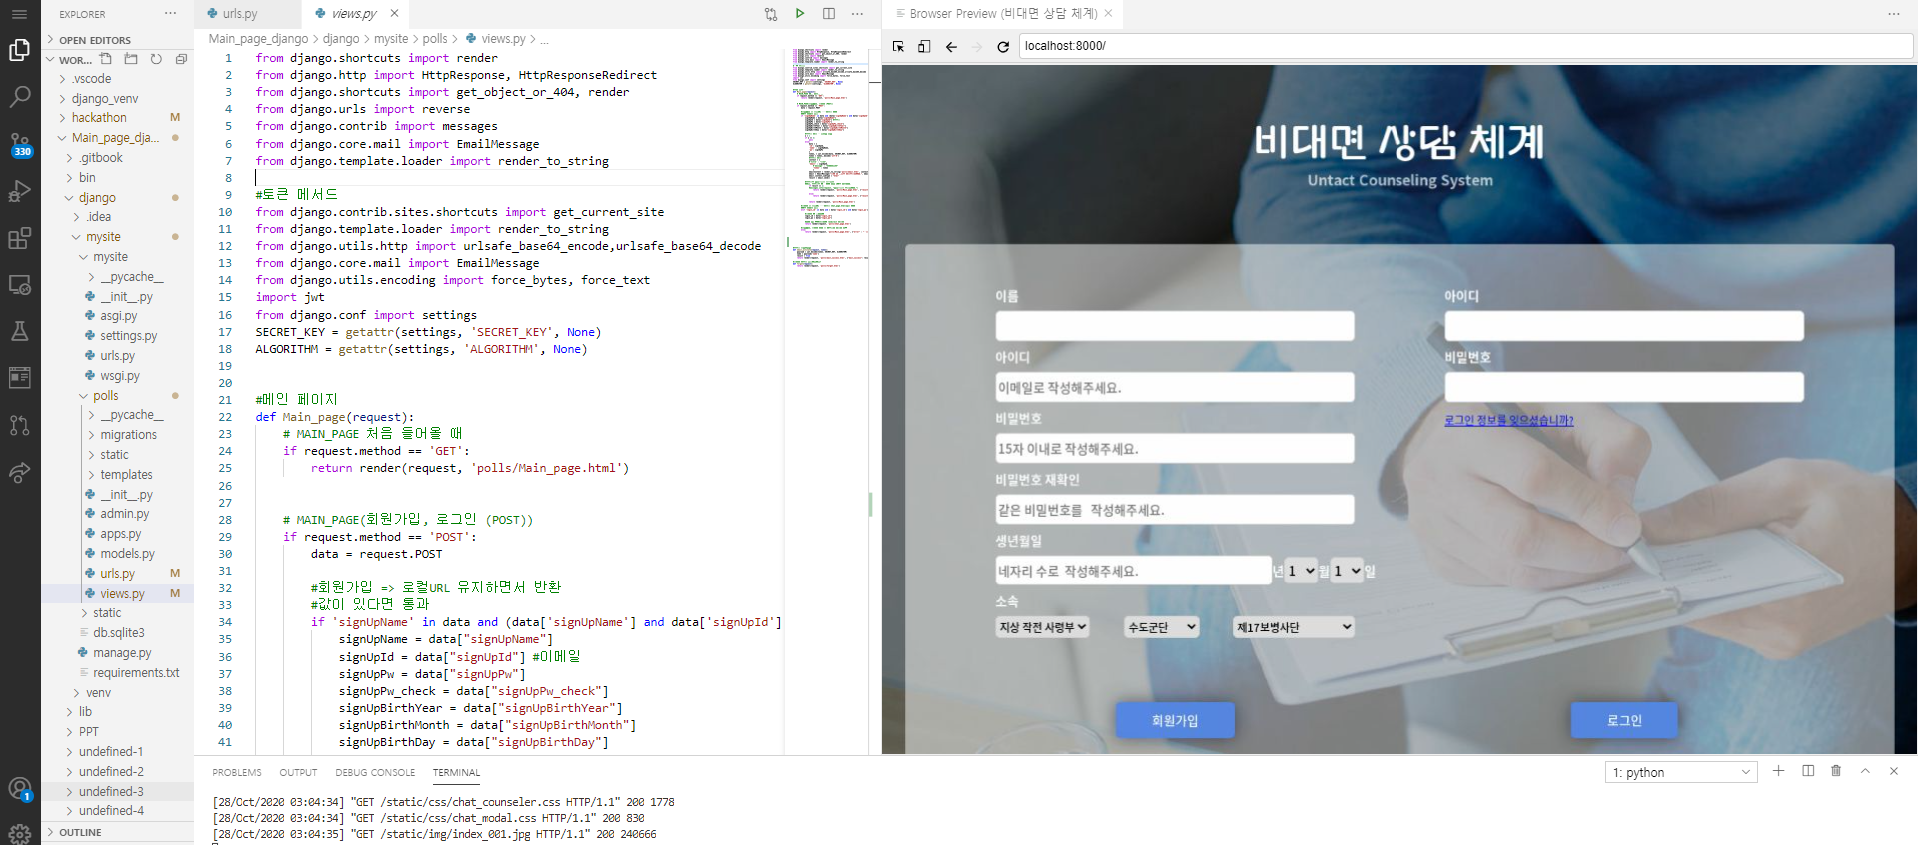 EXPLORER
OPEN EDITORS
WOR...
.vscode
django_venv
hackathon M
Main_page_dja...
.gitbook
bin
django
.idea
mysite
mysite
__pycache__
__init__.py
asgi.py
settings.py
urls.py
wsgi.py
polls
__pycache__
migrations
static
templates
__init__.py
admin.py
apps.py
models.py
urls.py M
views.py M
static
db.sqlite3
manage.py
requirements.txt
venv
lib
PPT
undefined-1
undefined-2
undefined-3
undefined-4
OUTLINE
330
1
urls.py
views.py
Main_page_django > django > mysite > polls > views.py > ...
1 from django.shortcuts import render
2 from django.http import HttpResponse, HttpResponseRedirect
3 from django.shortcuts import get_object_or_404, render
4 from django.urls import reverse
5 from django.contrib import messages
6 from django.core.mail import EmailMessage
7 from django.template.loader import render_to_string
8
9 #토큰 메서드
10 from django.contrib.sites.shortcuts import get_current_site
11 from django.template.loader import render_to_string
12 from django.utils.http import urlsafe_base64_encode,urlsafe_base64_decode
13 from django.core.mail import EmailMessage
14 from django.utils.encoding import force_bytes, force_text
15 import jwt
16 from django.conf import settings
17 SECRET_KEY = getattr(settings, 'SECRET_KEY', None)
18 ALGORITHM = getattr(settings, 'ALGORITHM', None)
19
20
21 #메인 페이지
22 def Main_page(request):
23 # MAIN_PAGE 처음 들어올 때
24 if request.method == 'GET':
25 return render(request, 'polls/Main_page.html')
26
27
28 # MAIN_PAGE(회원가입, 로그인 (POST))
29 if request.method == 'POST':
30 data = request.POST
31
32 #회원가입 => 로컬URL 유지하면서 반환
33 #값이 있다면 통과
34 if 'signUpName' in data and (data['signUpName'] and data['signUpId']
35 signUpName = data["signUpName"]
36 signUpId = data["signUpId"] #이메일
37 signUpPw = data["signUpPw"]
38 signUpPw_check = data["signUpPw_check"]
39 signUpBirthYear = data["signUpBirthYear"]
40 signUpBirthMonth = data["signUpBirthMonth"]
41 signUpBirthDay = data["signUpBirthDay"]
Browser Preview (비대면 상담 체계)
localhost:8000/
비대면 상담 체계
Untact Counseling System
이름
아이디
이메일로 작성해주세요.
비밀번호
15자 이내로 작성해주세요.
비밀번호 재확인
같은 비밀번호를 작성해주세요.
생년월일
네자리 수로 작성해주세요. 년 1 월 1 일
소속
지상 작전 사령부 수도군단 제17보병사단
회원가입
아이디
비밀번호
로그인 정보를 잊으셨습니까?
로그인
PROBLEMS OUTPUT DEBUG CONSOLE TERMINAL
1: python
[28/Oct/2020 03:04:34] "GET /static/css/chat_counseler.css HTTP/1.1" 200 1778
[28/Oct/2020 03:04:34] "GET /static/css/chat_modal.css HTTP/1.1" 200 830
[28/Oct/2020 03:04:35] "GET /static/img/index_001.jpg HTTP/1.1" 200 240666